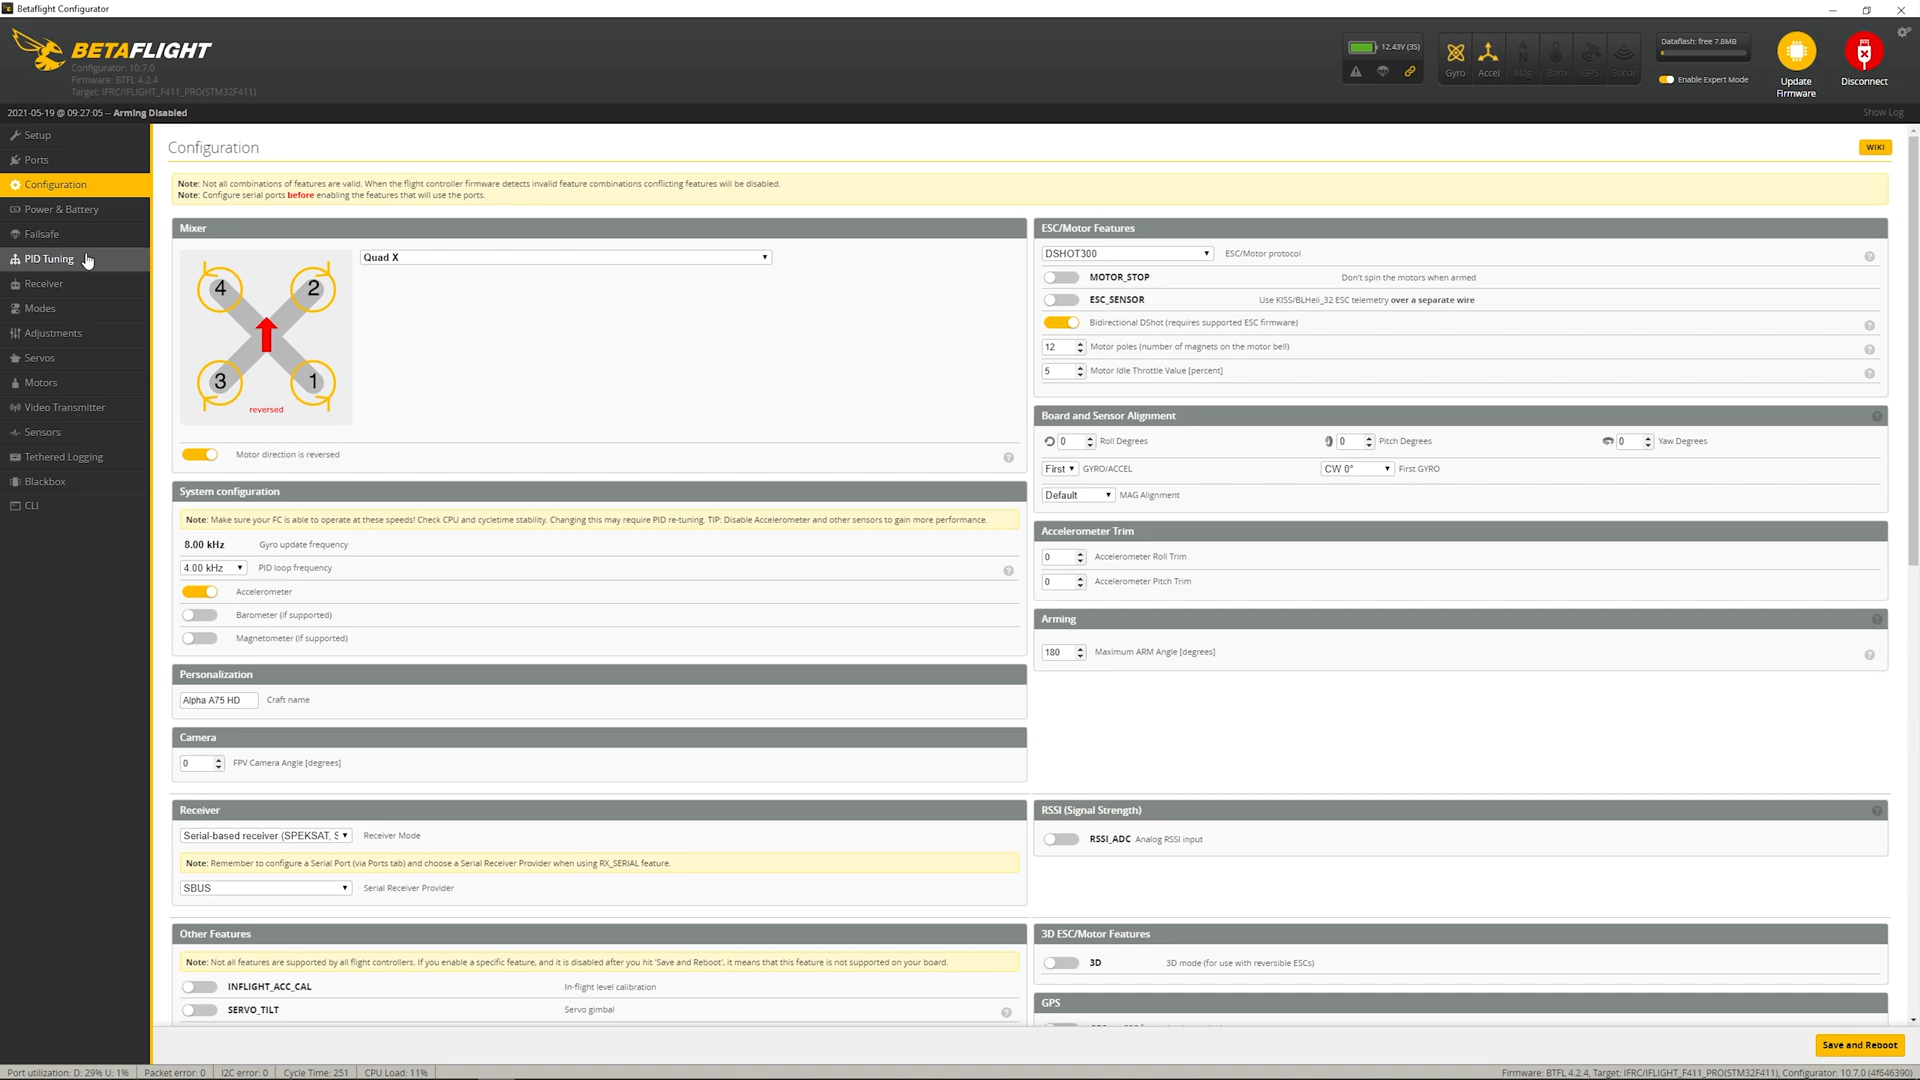 Betaflight Configurator
BETAFLIGHT
Configurator: 10.7.0
Firmware: BTFL 4.2.4
Target: IFRC/IFLIGHT_F411_PRO(STM32F411)
12.43V (3S)
Gyro
Accel
Mag
Baro
GPS
Sonar
Dataflash: free 7.8MB
Enable Expert Mode
Update
Firmware
Disconnect
2021-05-19 @ 09:27:05 -- Arming Disabled
Show Log
Setup
Ports
Configuration
Power & Battery
Failsafe
PID Tuning
Receiver
Modes
Adjustments
Servos
Motors
Video Transmitter
Sensors
Tethered Logging
Blackbox
CLI
Configuration
WIKI
Note: Not all combinations of features are valid. When the flight controller firmware detects invalid feature combinations conflicting features will be disabled.
Note: Configure serial ports before enabling the features that will use the ports.
Mixer
Quad X
4
2
3
1
reversed
Motor direction is reversed
System configuration
Note: Make sure your FC is able to operate at these speeds! Check CPU and cycletime stability. Changing this may require PID re-tuning. TIP: Disable Accelerometer and other sensors to gain more performance.
8.00 kHz Gyro update frequency
4.00 kHz PID loop frequency
Accelerometer
Barometer (if supported)
Magnetometer (if supported)
Personalization
Alpha A75 HD Craft name
Camera
0 FPV Camera Angle [degrees]
ESC/Motor Features
DSHOT300 ESC/Motor protocol
MOTOR_STOP Don't spin the motors when armed
ESC_SENSOR Use KISS/BLHeli_32 ESC telemetry over a separate wire
Bidirectional DShot (requires supported ESC firmware)
12 Motor poles (number of magnets on the motor bell)
5 Motor Idle Throttle Value [percent]
Board and Sensor Alignment
0 Roll Degrees 0 Pitch Degrees 0 Yaw Degrees
First GYRO/ACCEL CW 0° First GYRO
Default MAG Alignment
Accelerometer Trim
0 Accelerometer Roll Trim
0 Accelerometer Pitch Trim
Arming
180 Maximum ARM Angle [degrees]
Receiver
Serial-based receiver (SPEKSAT, S Receiver Mode
Note: Remember to configure a Serial Port (via Ports tab) and choose a Serial Receiver Provider when using RX_SERIAL feature.
SBUS Serial Receiver Provider
RSSI (Signal Strength)
RSSI_ADC Analog RSSI input
Other Features
Note: Not all features are supported by all flight controllers. If you enable a specific feature, and it is disabled after you hit 'Save and Reboot', it means that this feature is not supported on your board.
INFLIGHT_ACC_CAL In-flight level calibration
SERVO_TILT Servo gimbal
3D ESC/Motor Features
3D 3D mode (for use with reversible ESCs)
GPS
Save and Reboot
Port utilization: D: 29% U: 1% Packet error: 0 I2C error: 0 Cycle Time: 251 CPU Load: 11%
Firmware: BTFL 4.2.4, Target: IFRC/IFLIGHT_F411_PRO(STM32F411), Configurator: 10.7.0 (4f646390)